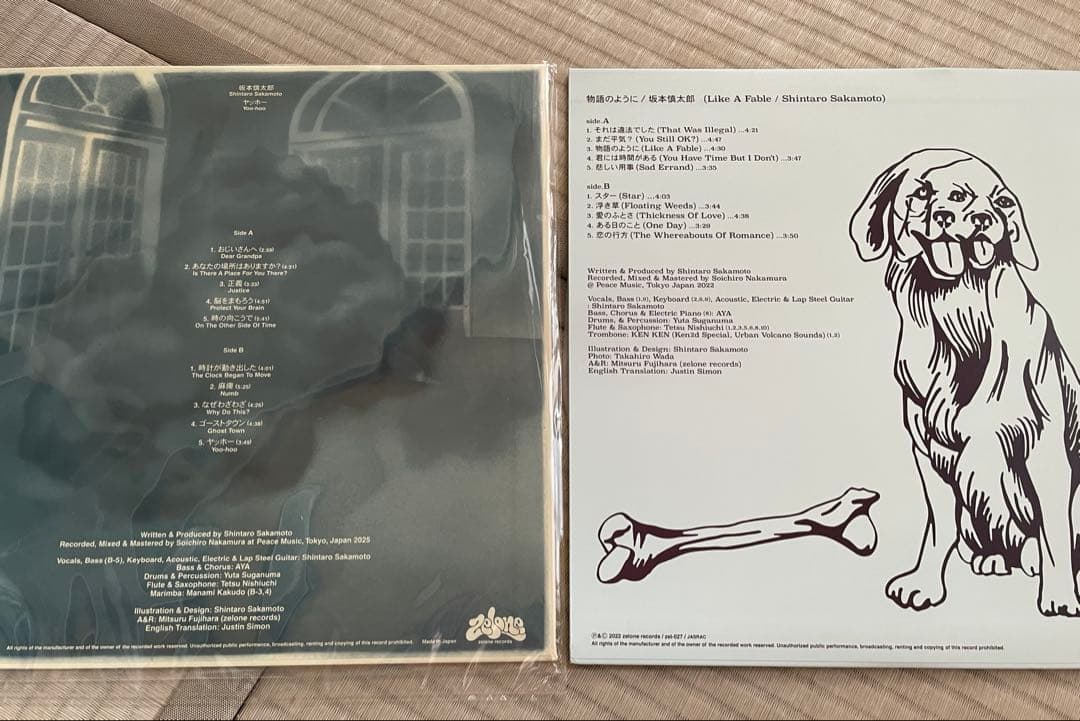 坂本慎太郎
Shintaro Sakamoto
ヤッホー
Yoo-hoo
Side A
1. おじいさんへ (2:59)
Dear Grandpa
2. あなたの場所はありますか? (4:31)
Is There A Place For You There?
3. 正義 (3:23)
Justice
4. 脳をまもろう (4:51)
Protect Your Brain
5. 時の向こうで (3:41)
On The Other Side Of Time
Side B
1. 時計が動き出した (4:01)
The Clock Began To Move
2. 麻痺 (5:25)
Numb
3. なぜわざわざ (4:25)
Why Do This?
4. ゴーストタウン (4:38)
Ghost Town
5. ヤッホー (3:49)
Yoo-hoo
Written & Produced by Shintaro Sakamoto
Recorded, Mixed & Mastered by Soichiro Nakamura at Peace Music, Tokyo, Japan 2025
Vocals, Bass (B-5), Keyboard, Acoustic, Electric & Lap Steel Guitar: Shintaro Sakamoto
Bass & Chorus: AYA
Drums & Percussion: Yuta Suganuma
Flute & Saxophone: Tetsu Nishiuchi
Marimba: Manami Kakudo (B-3,4)
Illustration & Design: Shintaro Sakamoto
A&R: Mitsuru Fujihara (zelone records)
English Translation: Justin Simon
All rights of the manufacturer and of the owner of the recorded work reserved. Unauthorized public performance, broadcasting, renting and copying of this record prohibited.
Made in Japan
zelone
zelone records
物語のように / 坂本慎太郎 (Like A Fable / Shintaro Sakamoto)
side.A
1. それは違法でした (That Was Illegal) ...4:21
2. まだ平気? (You Still OK?) ...4:47
3. 物語のように (Like A Fable) ...4:30
4. 君には時間がある (You Have Time But I Don't) ...3:47
5. 悲しい用事 (Sad Errand) ...3:35
side.B
1. スター (Star) ...4:03
2. 浮き草 (Floating Weeds) ...3:44
3. 愛のふとさ (Thickness Of Love) ...4:38
4. ある日のこと (One Day) ...3:29
5. 恋の行方 (The Whereabouts Of Romance) ...3:50
Written & Produced by Shintaro Sakamoto
Recorded, Mixed & Mastered by Soichiro Nakamura
@ Peace Music, Tokyo Japan 2022
Vocals, Bass (1,9), Keyboard (2,6,9), Acoustic, Electric & Lap Steel Guitar
: Shintaro Sakamoto
Bass, Chorus & Electric Piano (8): AYA
Drums, & Percussion: Yuta Suganuma
Flute & Saxophone: Tetsu Nishiuchi (1,2,3,5,6,8,10)
Trombone: KEN KEN (Ken2d Special, Urban Volcano Sounds) (1,3)
Illustration & Design: Shintaro Sakamoto
Photo: Takahiro Wada
A&R: Mitsuru Fujihara (zelone records)
English Translation: Justin Simon
Ⓟ&Ⓒ 2022 zelone records / zel-027 / JASRAC
All rights of the manufacturer and of the owner of the recorded work reserved. Unauthorized public performance, broadcasting, renting and copying of this record prohibited.